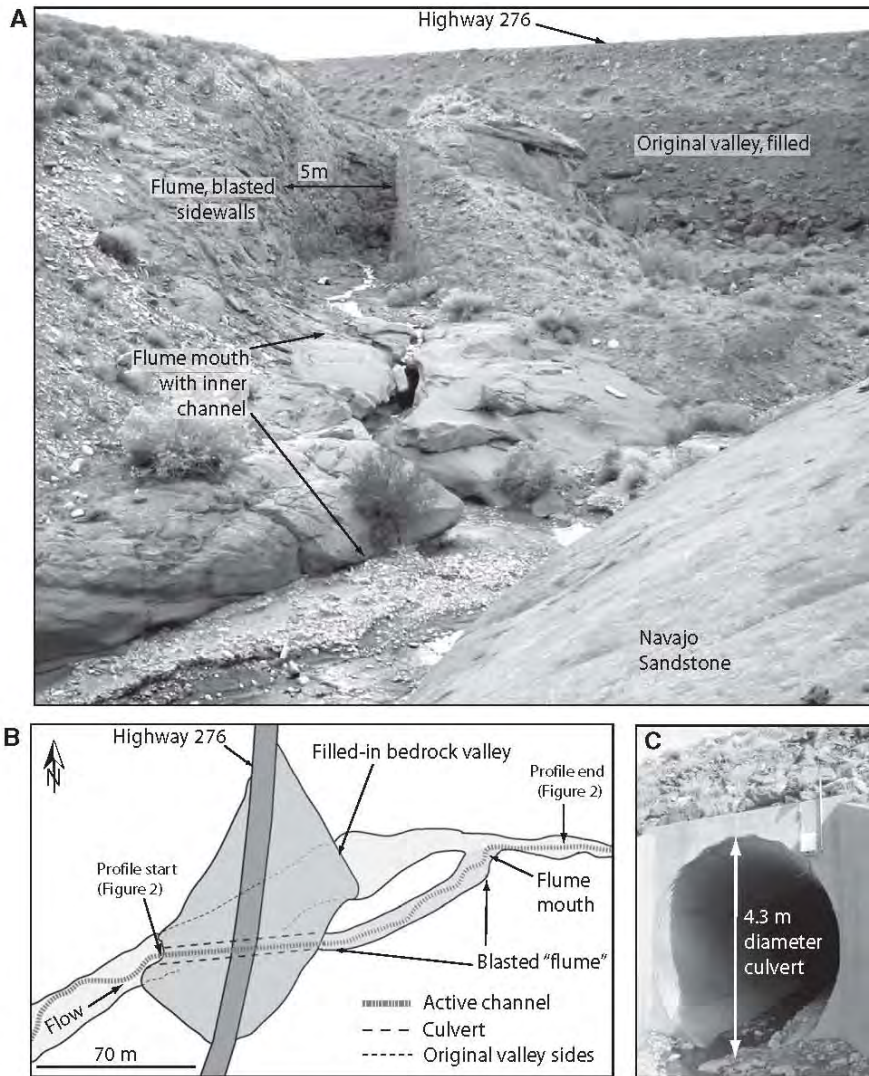 A
Highway 276
Original valley, filled
5m
Flume, blasted
sidewalls
Flume mouth
with inner
channel
Navajo
Sandstone
B
Highway 276
Filled-in bedrock valley
N
Profile end
(Figure 2)
Profile start
(Figure 2)
Flume
mouth
Blasted "flume"
Flow
Active channel
Culvert
Original valley sides
70 m
C
4.3 m
diameter
culvert